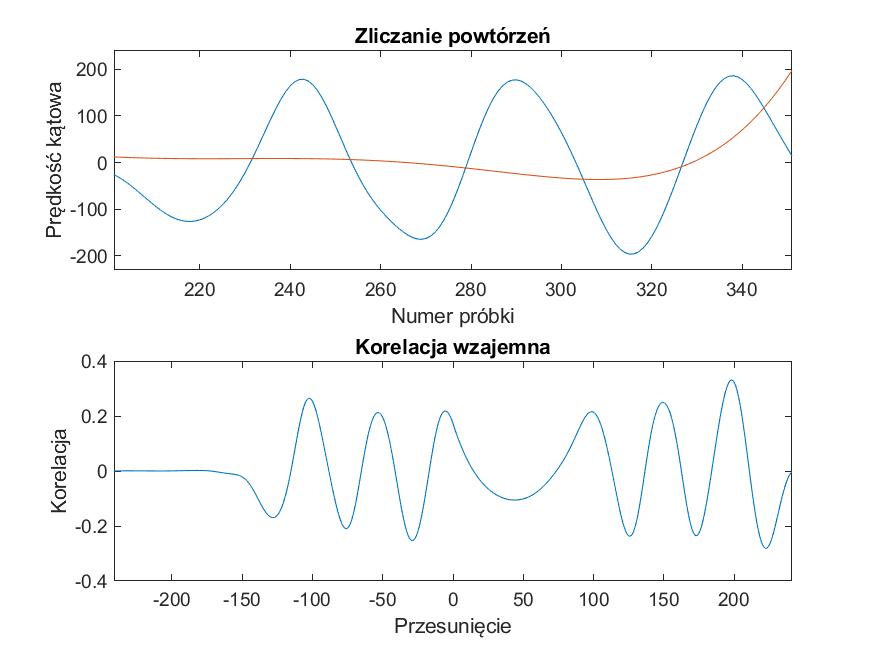 Zliczanie powtórzeń
200
100
0
-100
-200
Prędkość kątowa
220 240 260 280 300 320 340
Numer próbki
Korelacja wzajemna
0.4
0.2
0
-0.2
-0.4
Korelacja
-200 -150 -100 -50 0 50 100 150 200
Przesunięcie